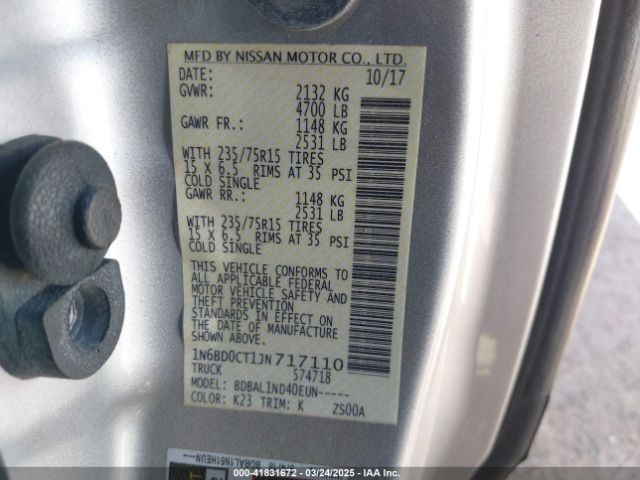 MFD BY NISSAN MOTOR CO., LTD.
DATE: 10/17
GVWR: 2132 KG
4700 LB
GAWR FR.: 1148 KG
2531 LB
WITH 235/75R15 TIRES
15 X 6.5 RIMS AT 35 PSI
COLD SINGLE
GAWR RR.: 1148 KG
2531 LB
WITH 235/75R15 TIRES
15 X 6.5 RIMS AT 35 PSI
COLD SINGLE
THIS VEHICLE CONFORMS TO
ALL APPLICABLE FEDERAL
MOTOR VEHICLE SAFETY AND
THEFT PREVENTION
STANDARDS IN EFFECT ON
THE DATE OF MANUFACTURE
SHOWN ABOVE.
1N6BD0CT1JN717110
TRUCK 574718
MODEL: BDBAL1ND40EUN-----
COLOR: K23 TRIM: K ZS00A
000-41831672 - 03/24/2025 - IAAI.COM